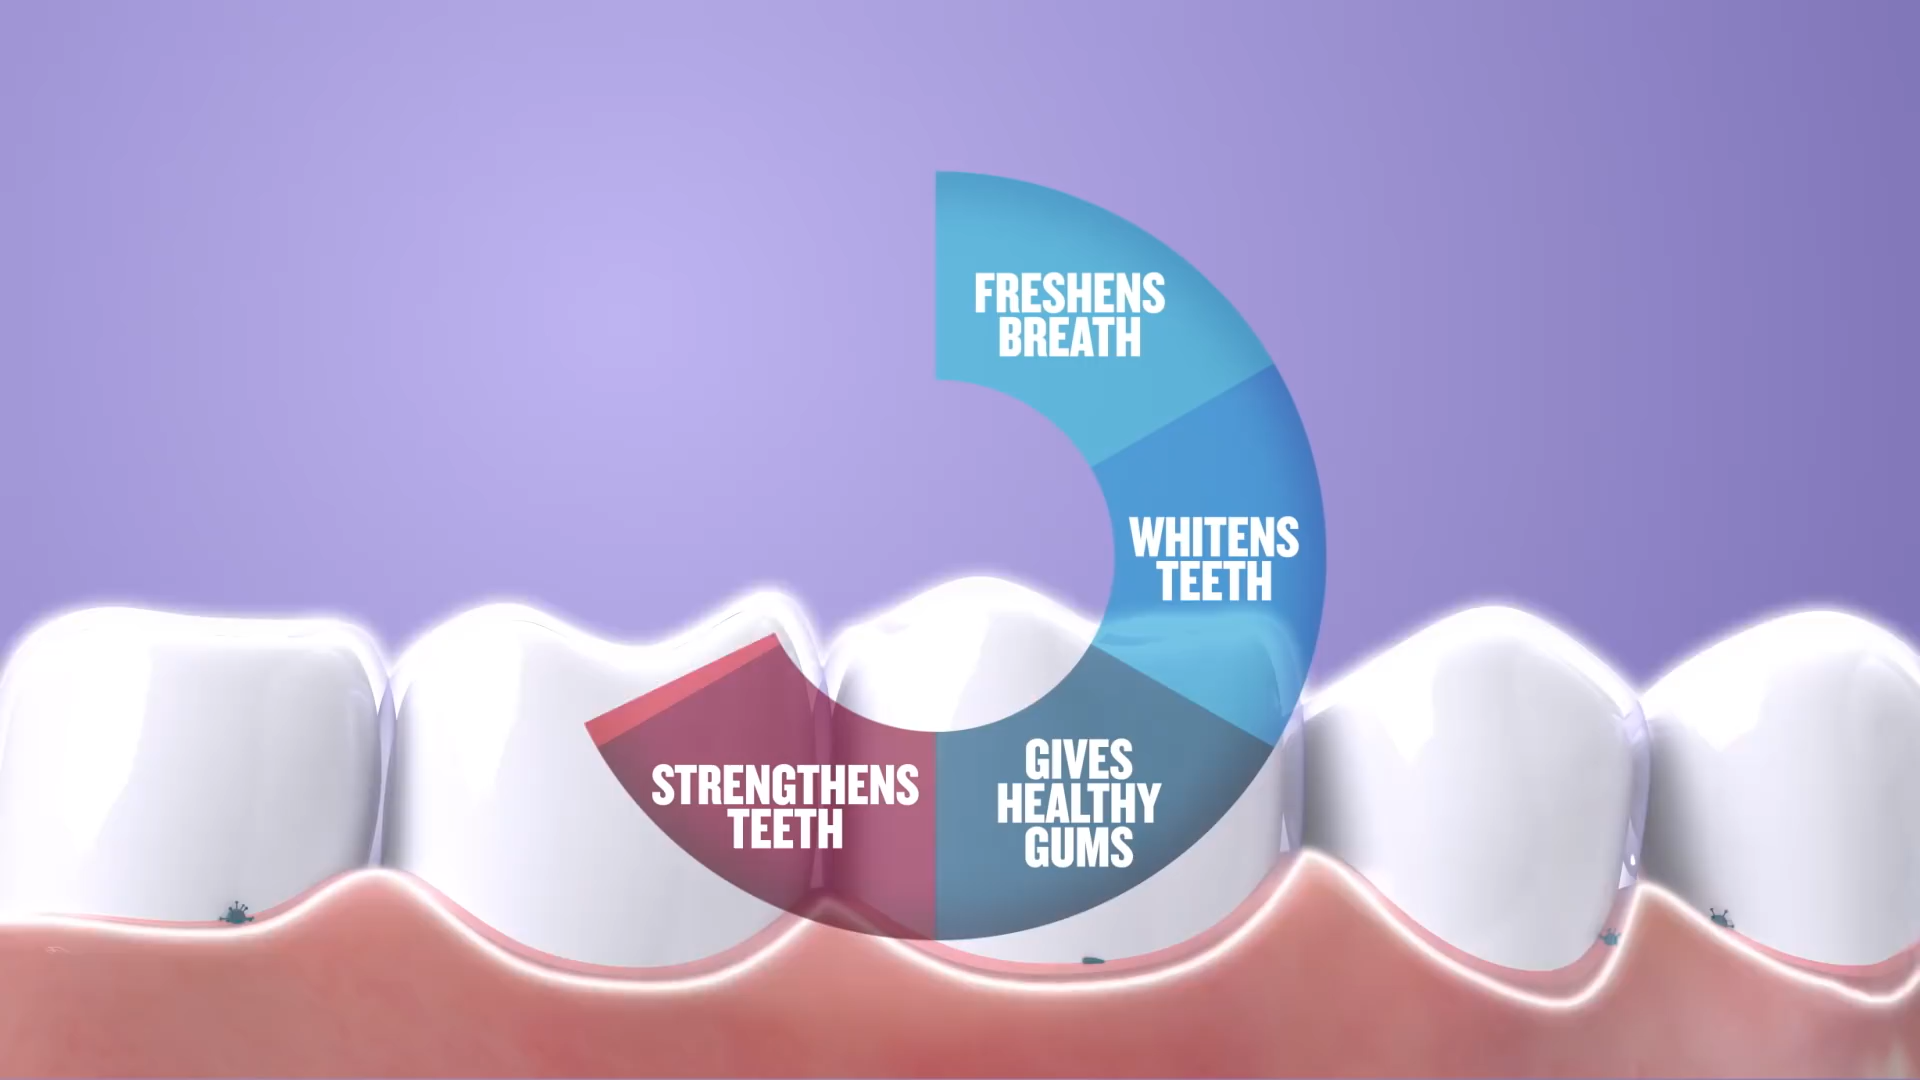 FRESHENS
BREATH
WHITENS
TEETH
GIVES
HEALTHY
GUMS
STRENGTHENS
TEETH